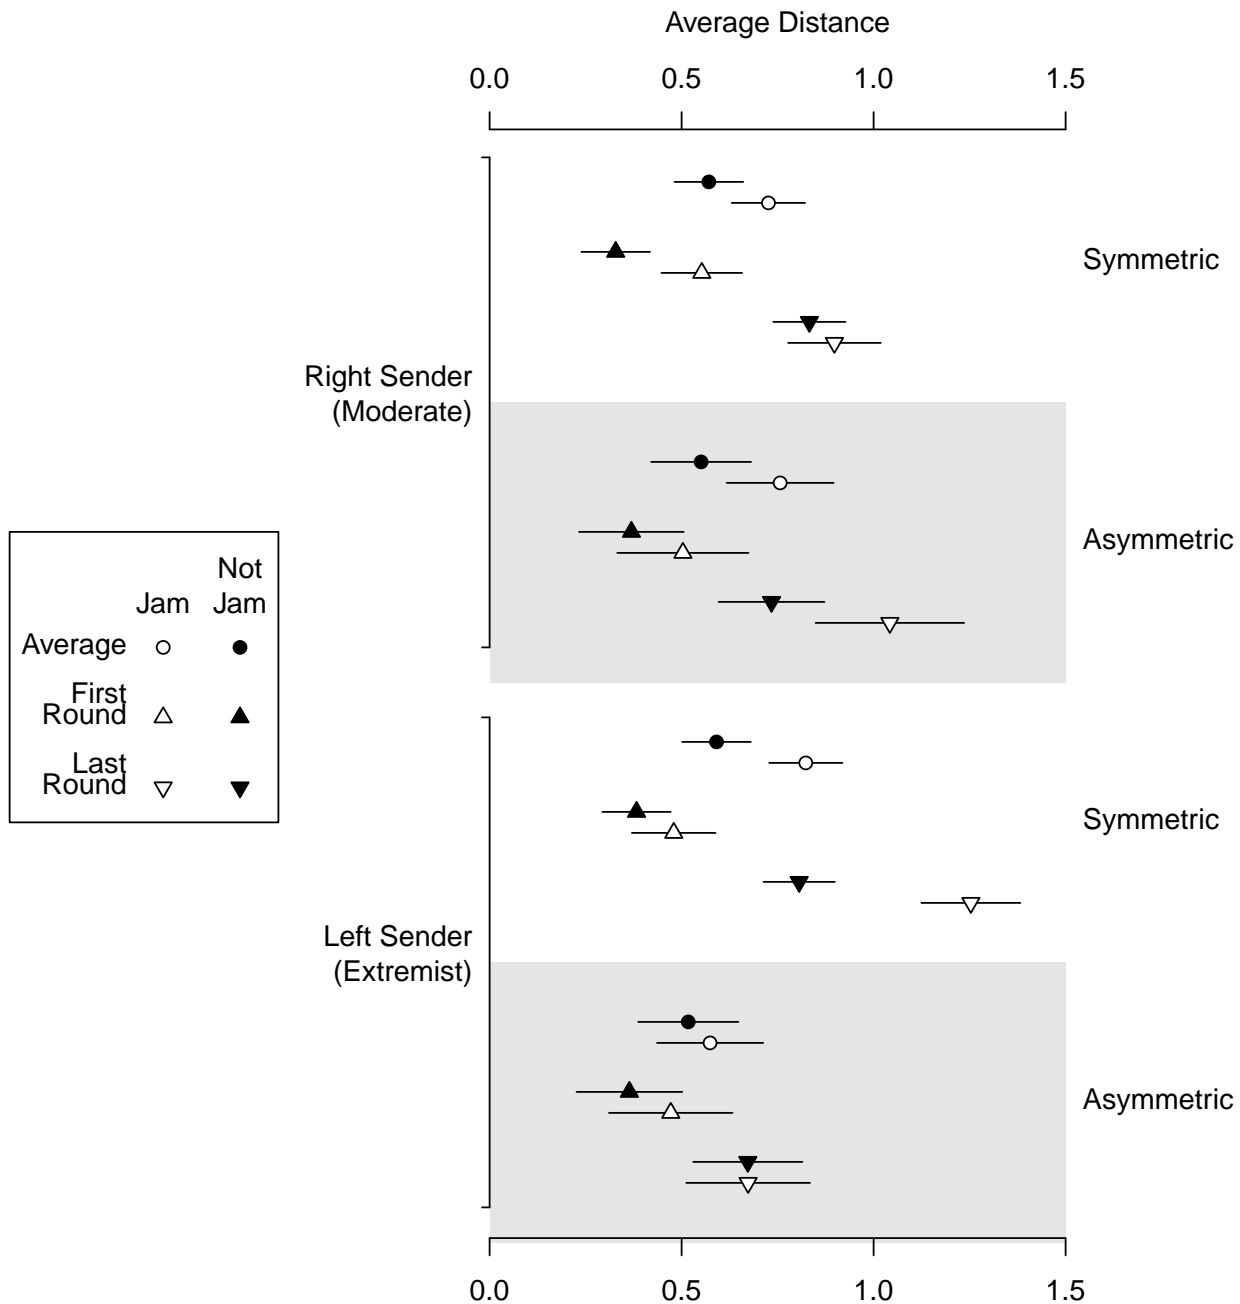 Average Distance
0.0 0.5 1.0 1.5
Symmetric
Right Sender
(Moderate)
Asymmetric
Not
Jam Jam
Average
First
Round
Last
Round
Symmetric
Left Sender
(Extremist)
Asymmetric
0.0 0.5 1.0 1.5